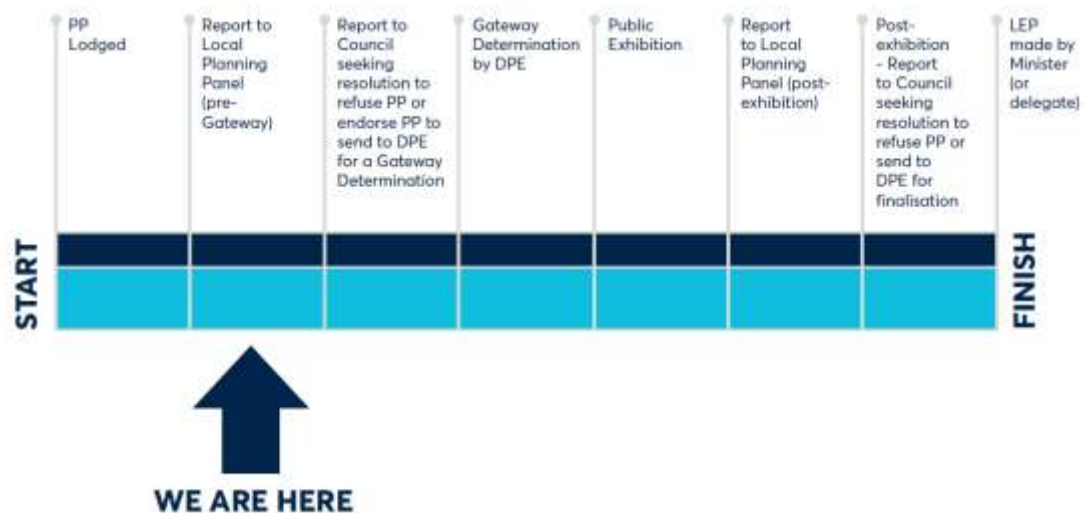 PP
Lodged
Report to
Local
Planning
Panel
(pre-
Gateway)
Report to
Council
seeking
resolution to
refuse PP or
endorse PP to
send to DPE
for a Gateway
Determination
Gateway
Determination
by DPE
Public
Exhibition
Report
to Local
Planning
Panel (post-
exhibition)
Post-
exhibition
- Report
to Council
seeking
resolution to
refuse PP or
send to
DPE for
finalisation
LEP
made by
Minister
(or
delegate)
START
FINISH
WE ARE HERE